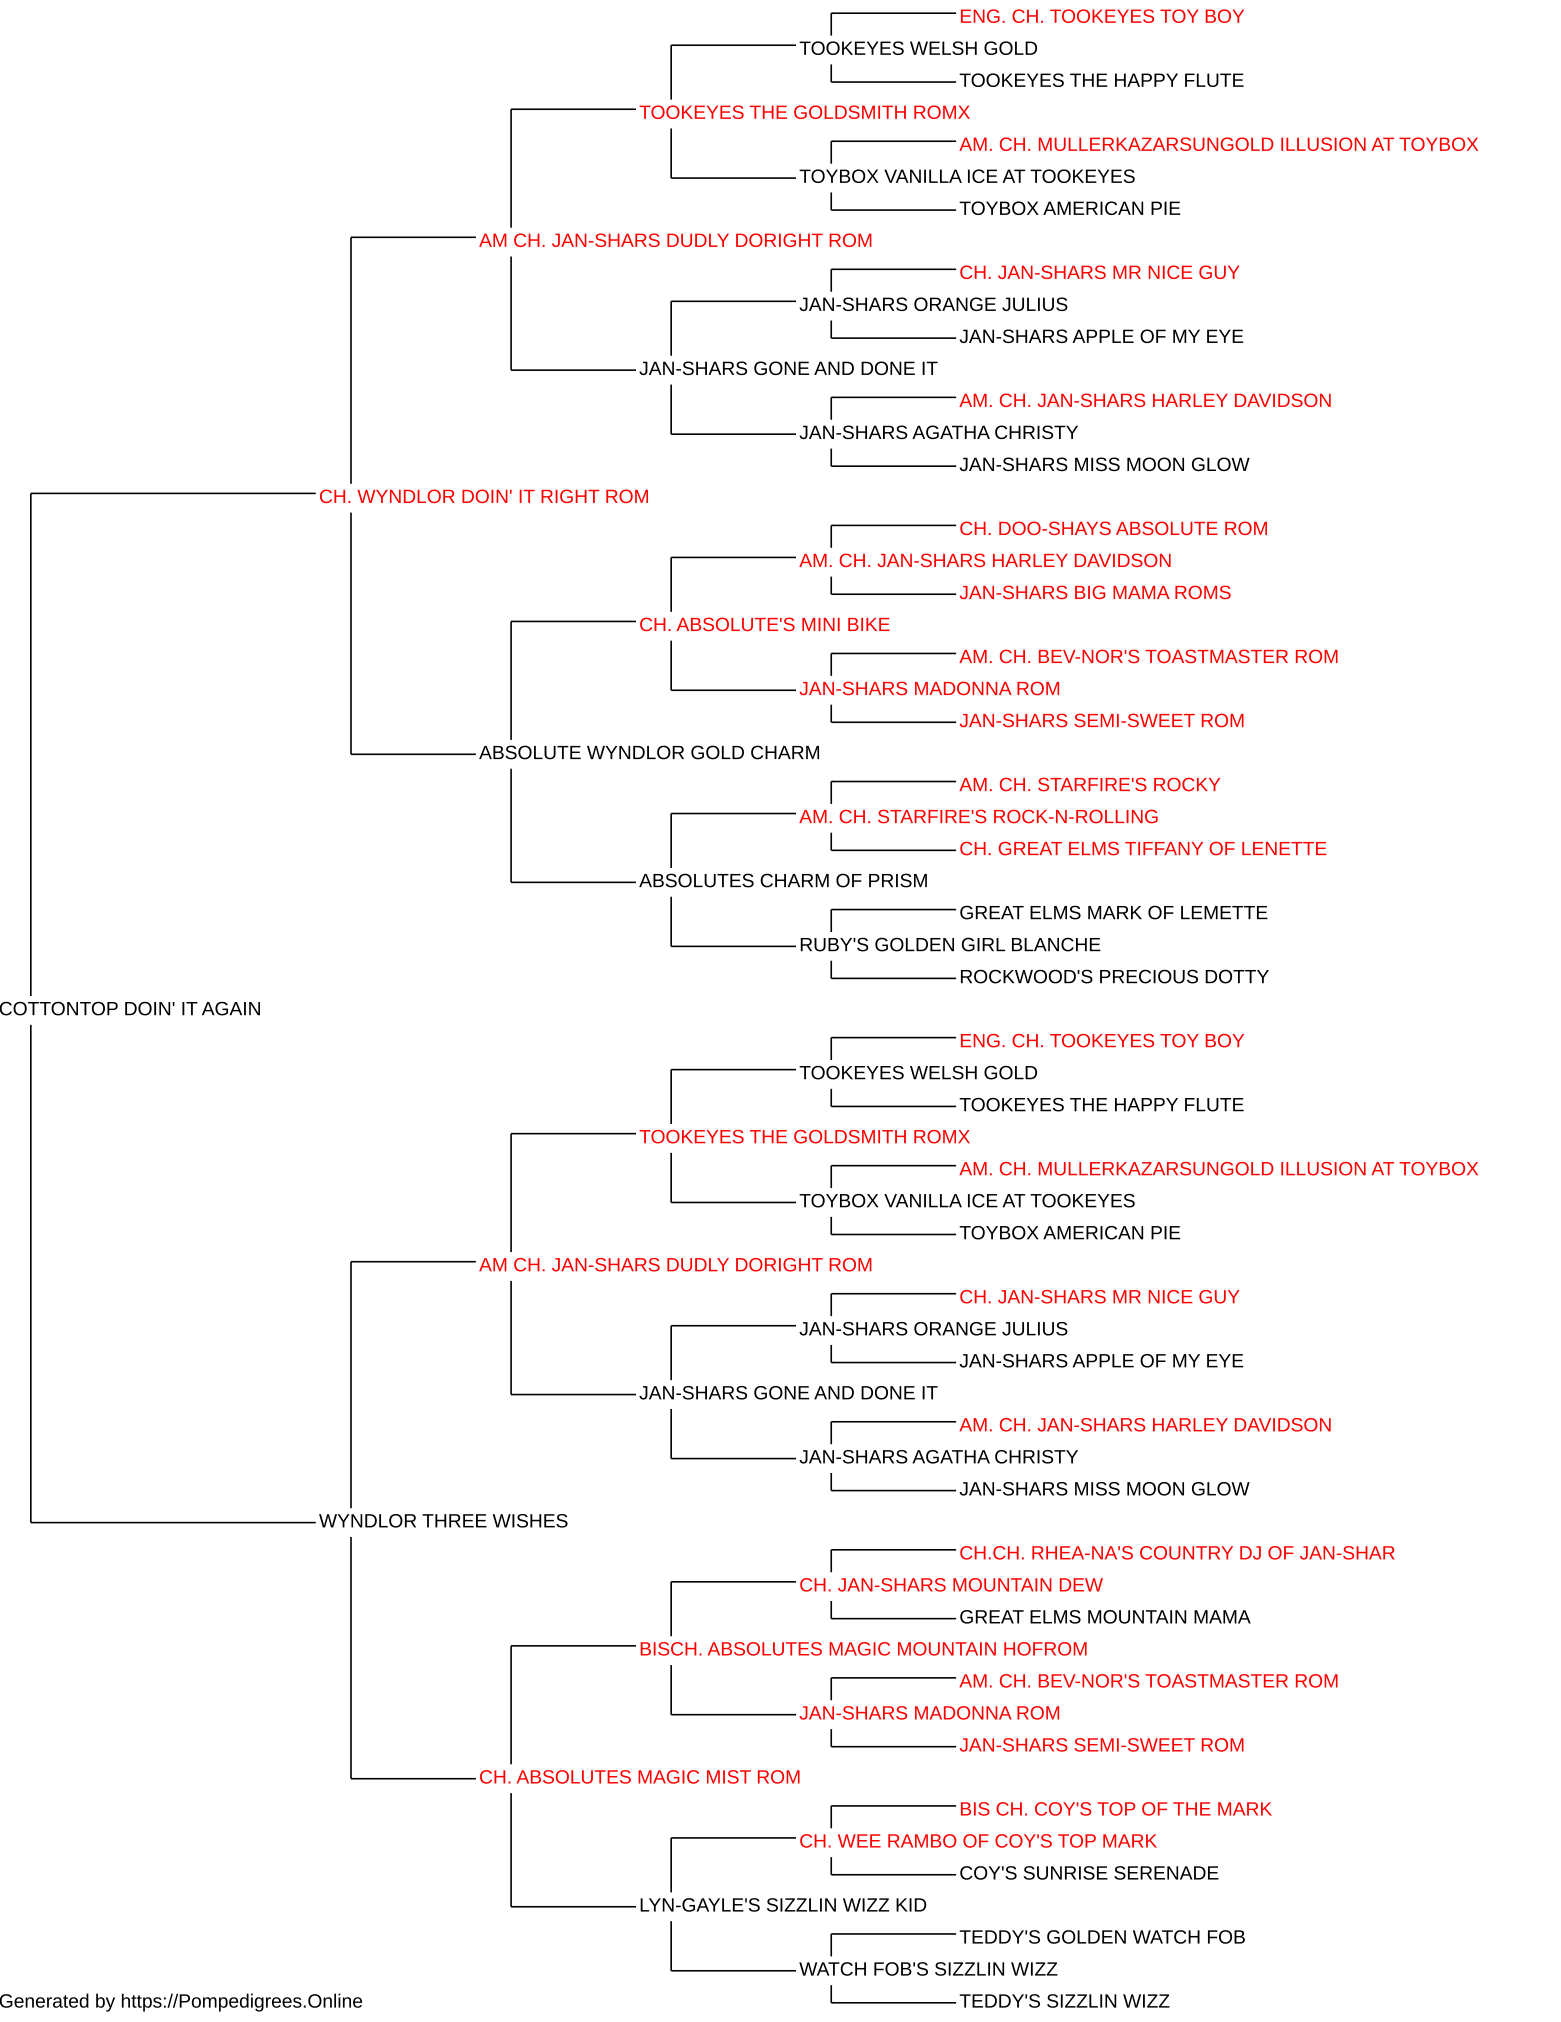 ENG. CH. TOOKEYES TOY BOY
TOOKEYES WELSH GOLD
TOOKEYES THE HAPPY FLUTE
TOOKEYES THE GOLDSMITH ROMX
AM. CH. MULLERKAZARSUNGOLD ILLUSION AT TOYBOX
TOYBOX VANILLA ICE AT TOOKEYES
TOYBOX AMERICAN PIE
AM CH. JAN-SHARS DUDLY DORIGHT ROM
CH. JAN-SHARS MR NICE GUY
JAN-SHARS ORANGE JULIUS
JAN-SHARS APPLE OF MY EYE
JAN-SHARS GONE AND DONE IT
AM. CH. JAN-SHARS HARLEY DAVIDSON
JAN-SHARS AGATHA CHRISTY
JAN-SHARS MISS MOON GLOW
CH. WYNDLOR DOIN' IT RIGHT ROM
CH. DOO-SHAYS ABSOLUTE ROM
AM. CH. JAN-SHARS HARLEY DAVIDSON
JAN-SHARS BIG MAMA ROMS
CH. ABSOLUTE'S MINI BIKE
AM. CH. BEV-NOR'S TOASTMASTER ROM
JAN-SHARS MADONNA ROM
JAN-SHARS SEMI-SWEET ROM
ABSOLUTE WYNDLOR GOLD CHARM
AM. CH. STARFIRE'S ROCKY
AM. CH. STARFIRE'S ROCK-N-ROLLING
CH. GREAT ELMS TIFFANY OF LENETTE
ABSOLUTES CHARM OF PRISM
GREAT ELMS MARK OF LEMETTE
RUBY'S GOLDEN GIRL BLANCHE
ROCKWOOD'S PRECIOUS DOTTY
COTTONTOP DOIN' IT AGAIN
ENG. CH. TOOKEYES TOY BOY
TOOKEYES WELSH GOLD
TOOKEYES THE HAPPY FLUTE
TOOKEYES THE GOLDSMITH ROMX
AM. CH. MULLERKAZARSUNGOLD ILLUSION AT TOYBOX
TOYBOX VANILLA ICE AT TOOKEYES
TOYBOX AMERICAN PIE
AM CH. JAN-SHARS DUDLY DORIGHT ROM
CH. JAN-SHARS MR NICE GUY
JAN-SHARS ORANGE JULIUS
JAN-SHARS APPLE OF MY EYE
JAN-SHARS GONE AND DONE IT
AM. CH. JAN-SHARS HARLEY DAVIDSON
JAN-SHARS AGATHA CHRISTY
JAN-SHARS MISS MOON GLOW
WYNDLOR THREE WISHES
CH.CH. RHEA-NA'S COUNTRY DJ OF JAN-SHAR
CH. JAN-SHARS MOUNTAIN DEW
GREAT ELMS MOUNTAIN MAMA
BISCH. ABSOLUTES MAGIC MOUNTAIN HOFROM
AM. CH. BEV-NOR'S TOASTMASTER ROM
JAN-SHARS MADONNA ROM
JAN-SHARS SEMI-SWEET ROM
CH. ABSOLUTES MAGIC MIST ROM
BIS CH. COY'S TOP OF THE MARK
CH. WEE RAMBO OF COY'S TOP MARK
COY'S SUNRISE SERENADE
LYN-GAYLE'S SIZZLIN WIZZ KID
TEDDY'S GOLDEN WATCH FOB
WATCH FOB'S SIZZLIN WIZZ
TEDDY'S SIZZLIN WIZZ
Generated by https://Pompedigrees.Online